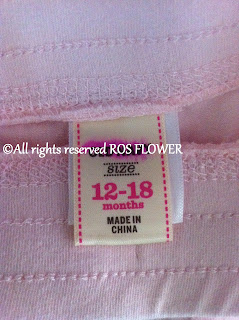 ©All rights reserved ROS FLOWER
size
12-18
months
MADE IN
CHINA